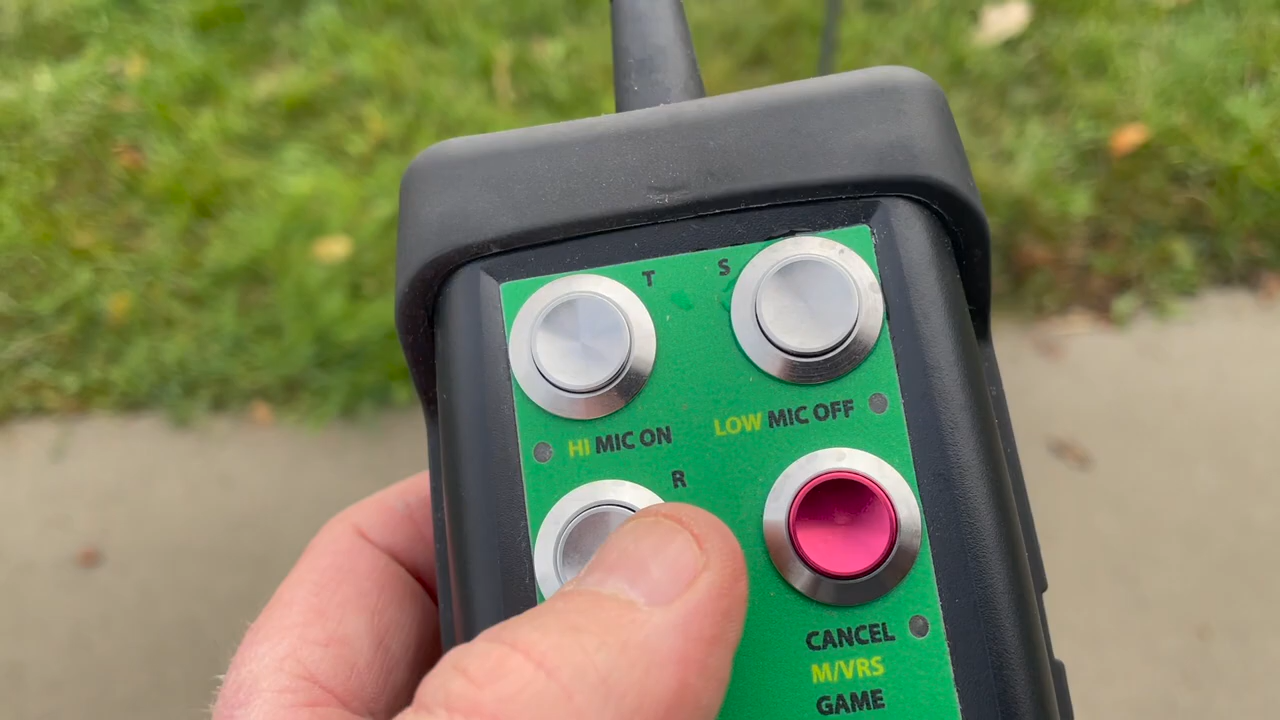 T
S
HI MIC ON
LOW MIC OFF
R
CANCEL
M/VRS
GAME